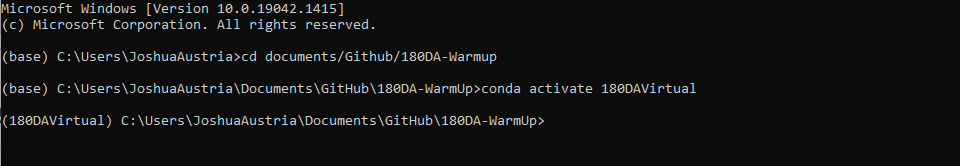 Microsoft Windows [Version 10.0.19042.1415]
(c) Microsoft Corporation. All rights reserved.
(base) C:\Users\JoshuaAustria>cd documents/Github/180DA-Warmup
(base) C:\Users\JoshuaAustria\Documents\GitHub\180DA-WarmUp>conda activate 180DAVirtual
(180DAVirtual) C:\Users\JoshuaAustria\Documents\GitHub\180DA-WarmUp>